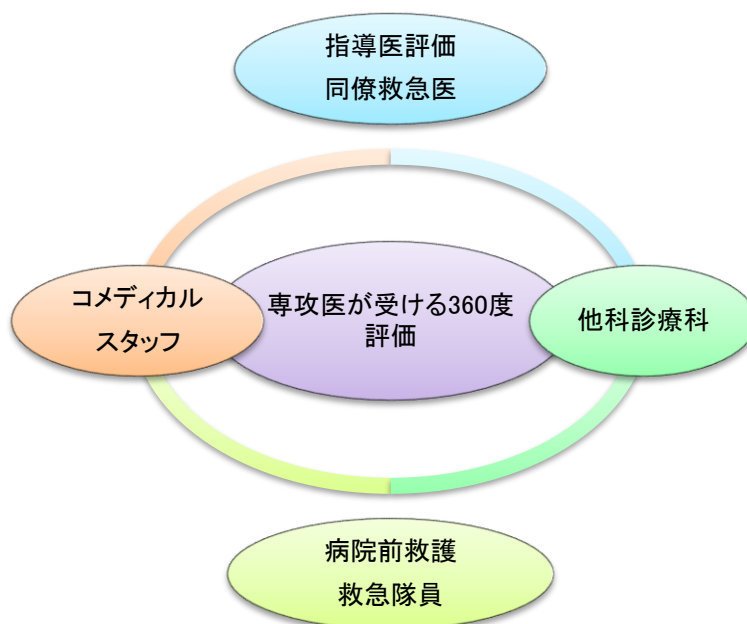 指導医評価
同僚救急医
コメディカル
スタッフ
専攻医が受ける360度
評価
他科診療科
病院前救護
救急隊員